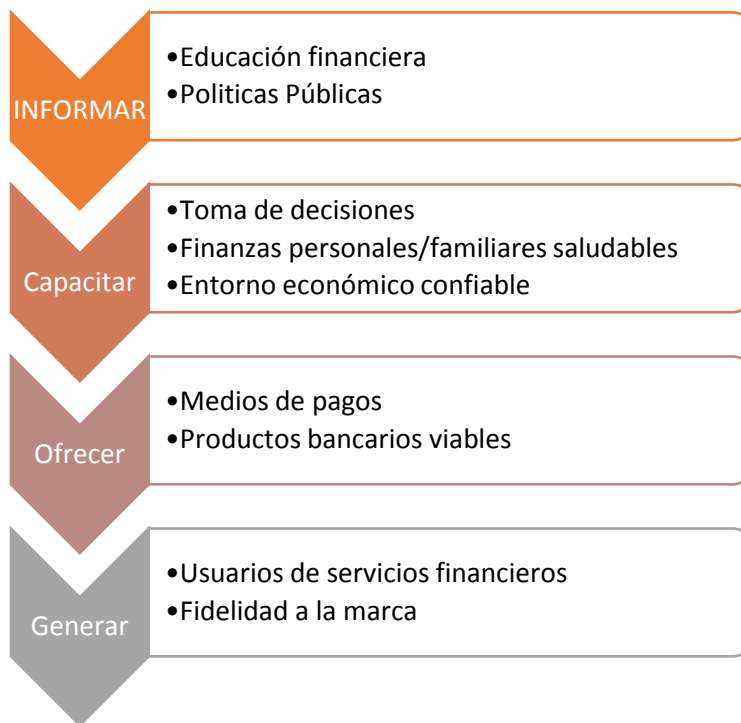 INFORMAR
•Educación financiera
•Politicas Públicas
Capacitar
•Toma de decisiones
•Finanzas personales/familiares saludables
•Entorno económico confiable
Ofrecer
•Medios de pagos
•Productos bancarios viables
Generar
•Usuarios de servicios financieros
•Fidelidad a la marca